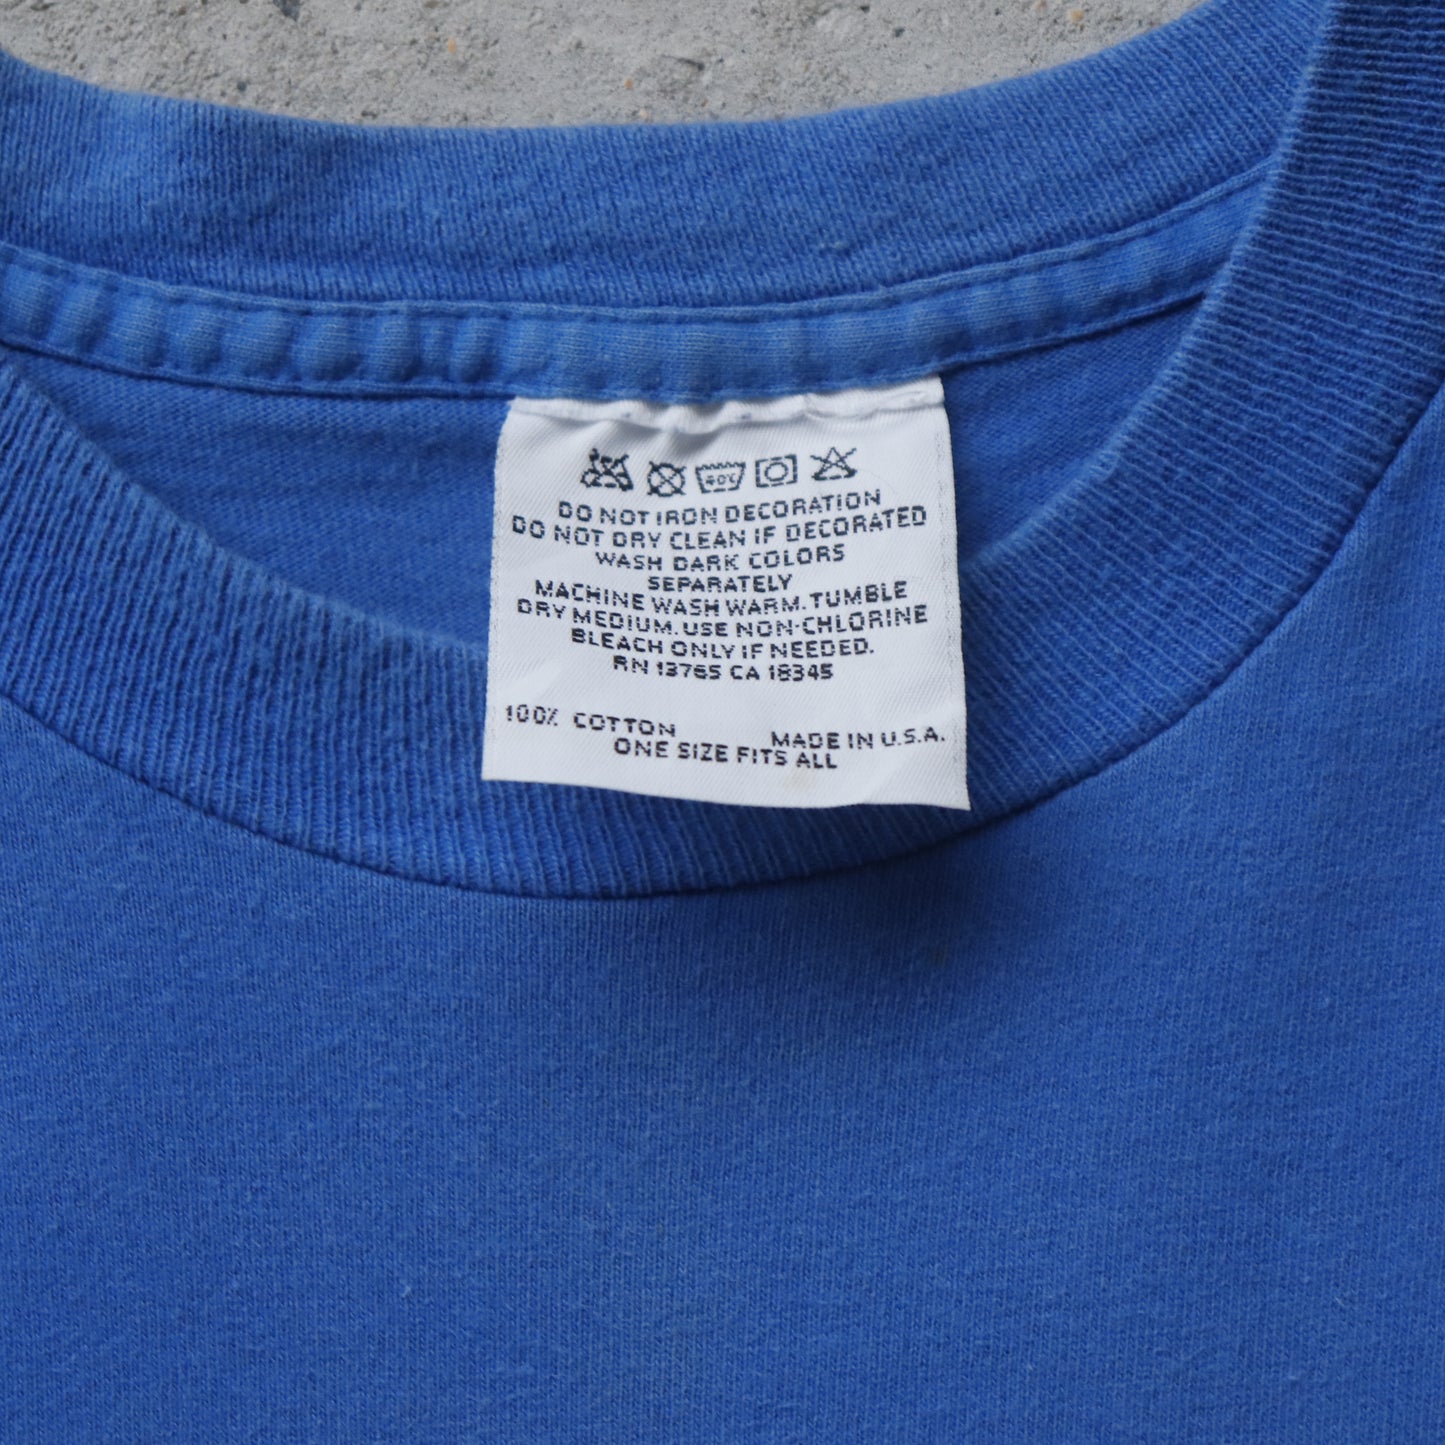 40°C
DO NOT IRON DECORATION
DO NOT DRY CLEAN IF DECORATED
WASH DARK COLORS
SEPARATELY
MACHINE WASH WARM. TUMBLE
DRY MEDIUM. USE NON-CHLORINE
BLEACH ONLY IF NEEDED.
RN 13765 CA 18345
100% COTTON MADE IN U.S.A.
ONE SIZE FITS ALL